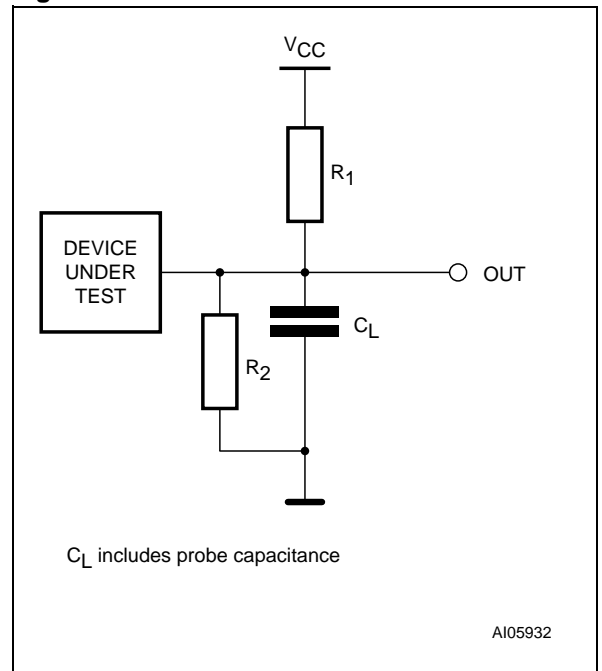 VCC
R1
DEVICE
UNDER
TEST
OUT
CL
R2
CL includes probe capacitance
AI05932